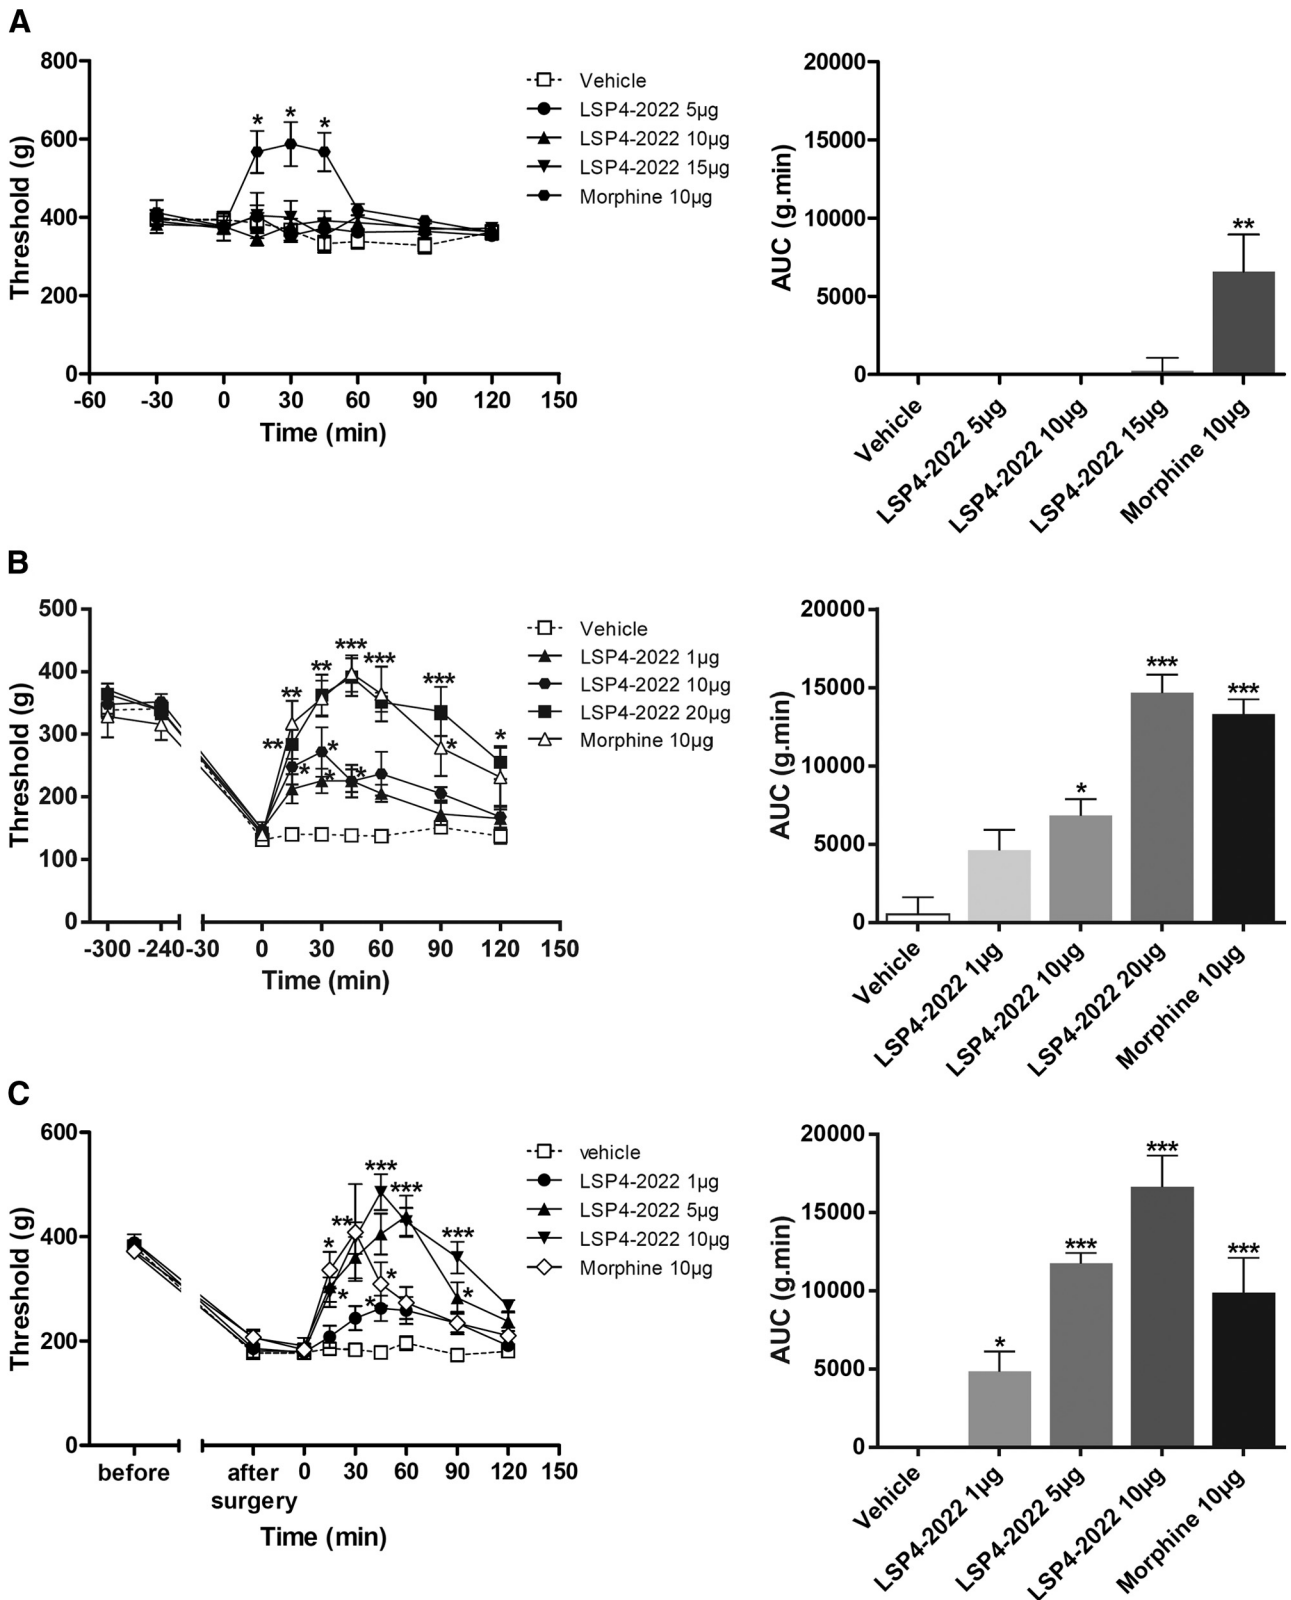 A
800
600
400
200
0
Threshold (g)
* * *
-60 -30 0 30 60 90 120 150
Time (min)
Vehicle
LSP4-2022 5µg
LSP4-2022 10µg
LSP4-2022 15µg
Morphine 10µg
20000
15000
10000
5000
0
AUC (g.min)
**
Vehicle
LSP4-2022 5µg
LSP4-2022 10µg
LSP4-2022 15µg
Morphine 10µg
B
500
400
300
200
100
0
Threshold (g)
** ** *** *** *** *
** * * * * *
-300 -240 -30 0 30 60 90 120 150
Time (min)
Vehicle
LSP4-2022 1µg
LSP4-2022 10µg
LSP4-2022 20µg
Morphine 10µg
20000
15000
10000
5000
0
AUC (g.min)
* *** ***
Vehicle
LSP4-2022 1µg
LSP4-2022 10µg
LSP4-2022 20µg
Morphine 10µg
C
600
400
200
0
Threshold (g)
* ** *** *** ***
* * * *
before after 0 30 60 90 120 150
surgery
Time (min)
vehicle
LSP4-2022 1µg
LSP4-2022 5µg
LSP4-2022 10µg
Morphine 10µg
20000
15000
10000
5000
0
AUC (g.min)
* *** *** ***
Vehicle
LSP4-2022 1µg
LSP4-2022 5µg
LSP4-2022 10µg
Morphine 10µg